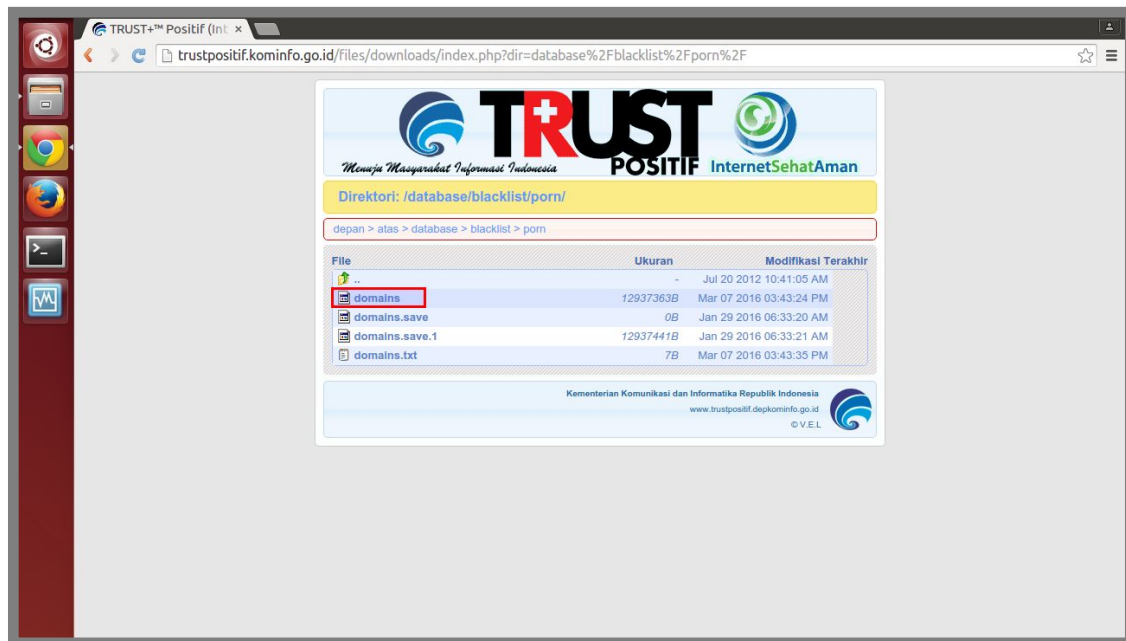 TRUST+™ Positif (Int
trustpositif.kominfo.go.id/files/downloads/index.php?dir=database%2Fblacklist%2Fporn%2F
TRUST
POSITIF
Menuju Masyarakat Informasi Indonesia
InternetSehatAman
Direktori: /database/blacklist/porn/
depan > atas > database > blacklist > porn
File Ukuran Modifikasi Terakhir
.. - Jul 20 2012 10:41:05 AM
domains 12937363B Mar 07 2016 03:43:24 PM
domains.save 0B Jan 29 2016 06:33:20 AM
domains.save.1 12937441B Jan 29 2016 06:33:21 AM
domains.txt 7B Mar 07 2016 03:43:35 PM
Kementerian Komunikasi dan Informatika Republik Indonesia
www.trustpositif.depkominfo.go.id
© V.E.L